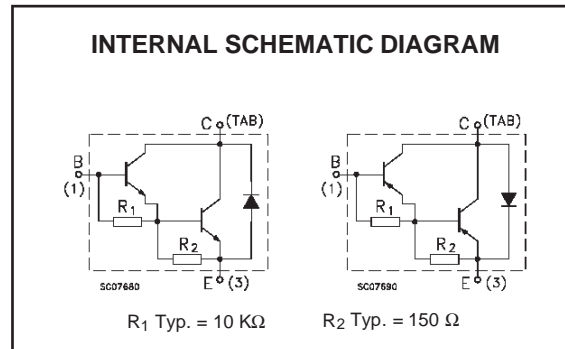 INTERNAL SCHEMATIC DIAGRAM
C (TAB)
B
(1)
R1
R2
SC07680
E (3)
C (TAB)
B
(1)
R1
R2
SC07690
E (3)
R1 Typ. = 10 KΩ
R2 Typ. = 150 Ω